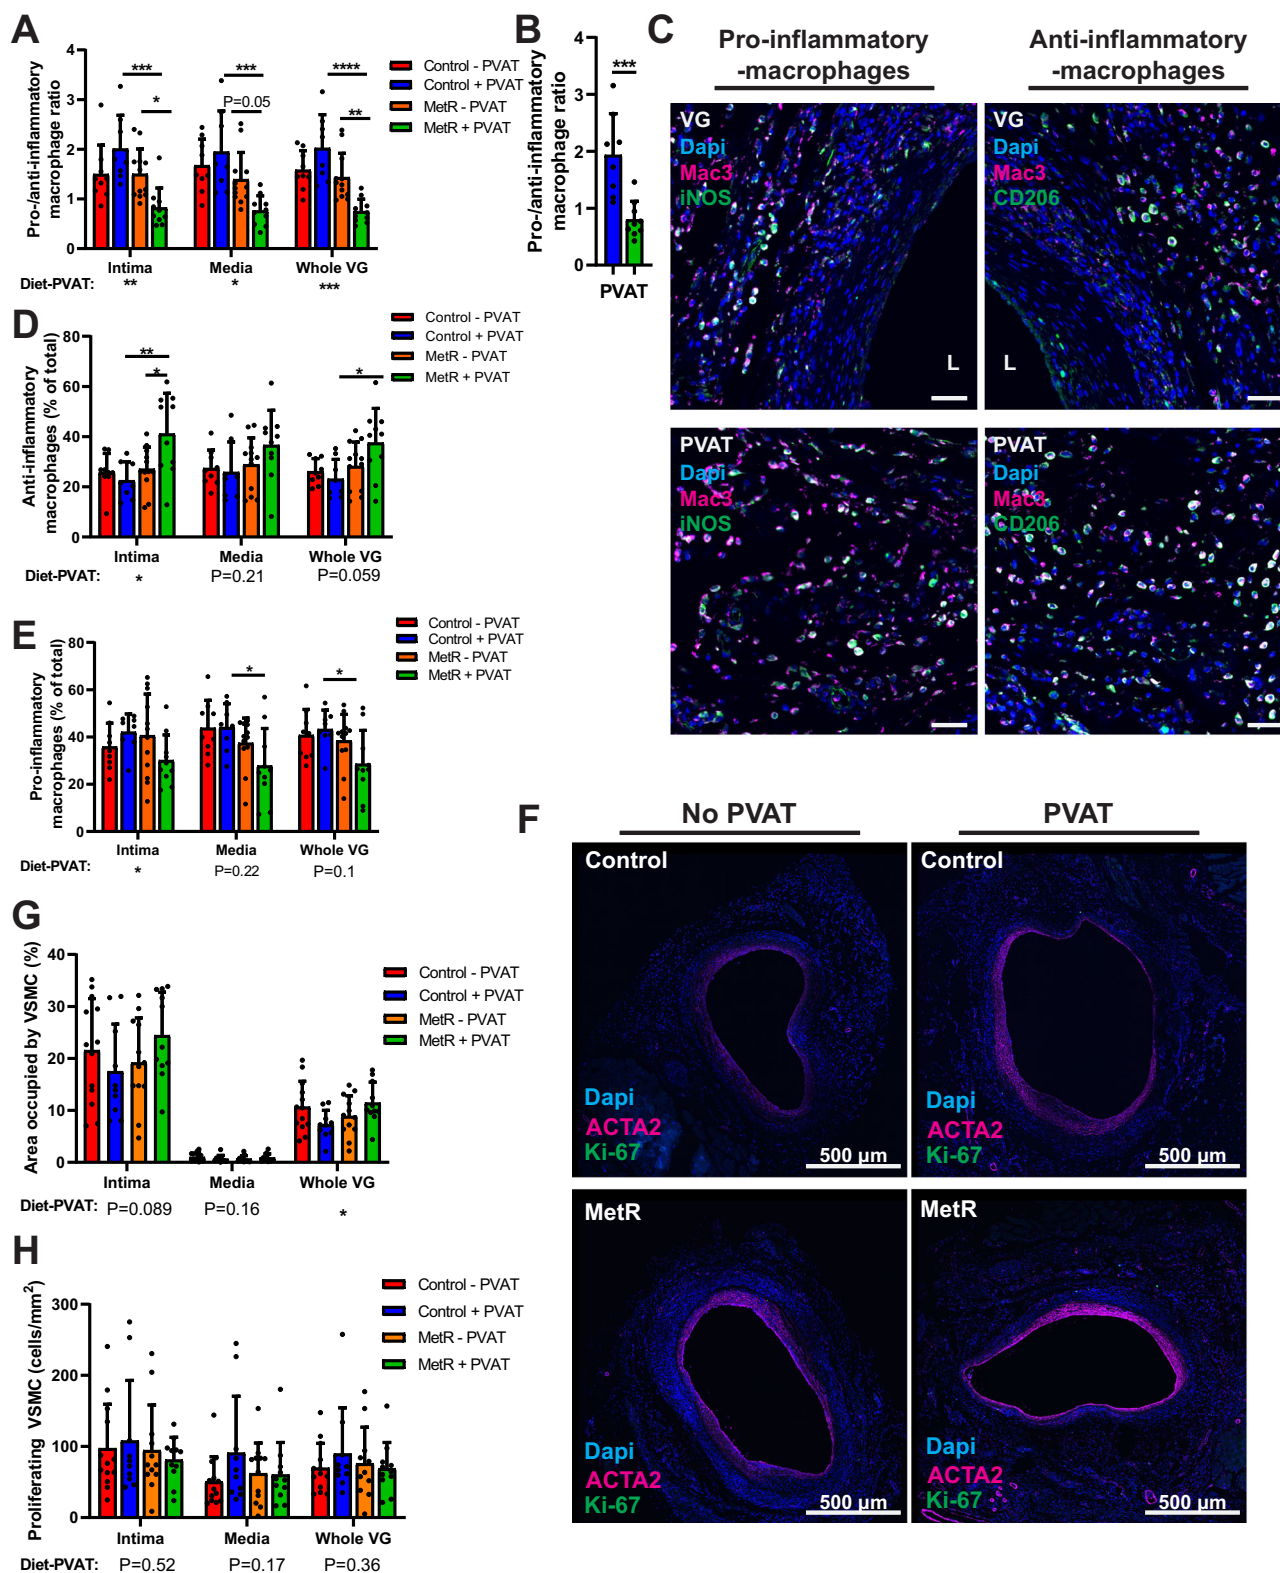 A
Pro-/anti-inflammatory
macrophage ratio
4
3
2
1
0
***
*
***
P=0.05
****
**
Control - PVAT
Control + PVAT
MetR - PVAT
MetR + PVAT
Intima
Media
Whole VG
Diet-PVAT:
**
*
***
B
Pro-/anti-inflammatory
macrophage ratio
4
3
2
1
0
***
PVAT
C
Pro-inflammatory
-macrophages
Anti-inflammatory
-macrophages
VG
Dapi
Mac3
iNOS
L
VG
Dapi
Mac3
CD206
L
PVAT
Dapi
Mac3
iNOS
PVAT
Dapi
Mac3
CD206
D
Anti-inflammatory
macrophages (% of total)
80
60
40
20
0
**
*
*
Control - PVAT
Control + PVAT
MetR - PVAT
MetR + PVAT
Intima
Media
Whole VG
Diet-PVAT:
*
P=0.21
P=0.059
E
Pro-inflammatory
macrophages (% of total)
80
60
40
20
0
*
*
Control - PVAT
Control + PVAT
MetR - PVAT
MetR + PVAT
Intima
Media
Whole VG
Diet-PVAT:
*
P=0.22
P=0.1
F
No PVAT
PVAT
Control
Dapi
ACTA2
Ki-67
500 µm
Control
Dapi
ACTA2
Ki-67
500 µm
MetR
Dapi
ACTA2
Ki-67
500 µm
MetR
Dapi
ACTA2
Ki-67
500 µm
G
Area occupied by VSMC (%)
40
30
20
10
0
Control - PVAT
Control + PVAT
MetR - PVAT
MetR + PVAT
Intima
Media
Whole VG
Diet-PVAT:
P=0.089
P=0.16
*
H
Proliferating VSMC (cells/mm²)
300
200
100
0
Control - PVAT
Control + PVAT
MetR - PVAT
MetR + PVAT
Intima
Media
Whole VG
Diet-PVAT:
P=0.52
P=0.17
P=0.36